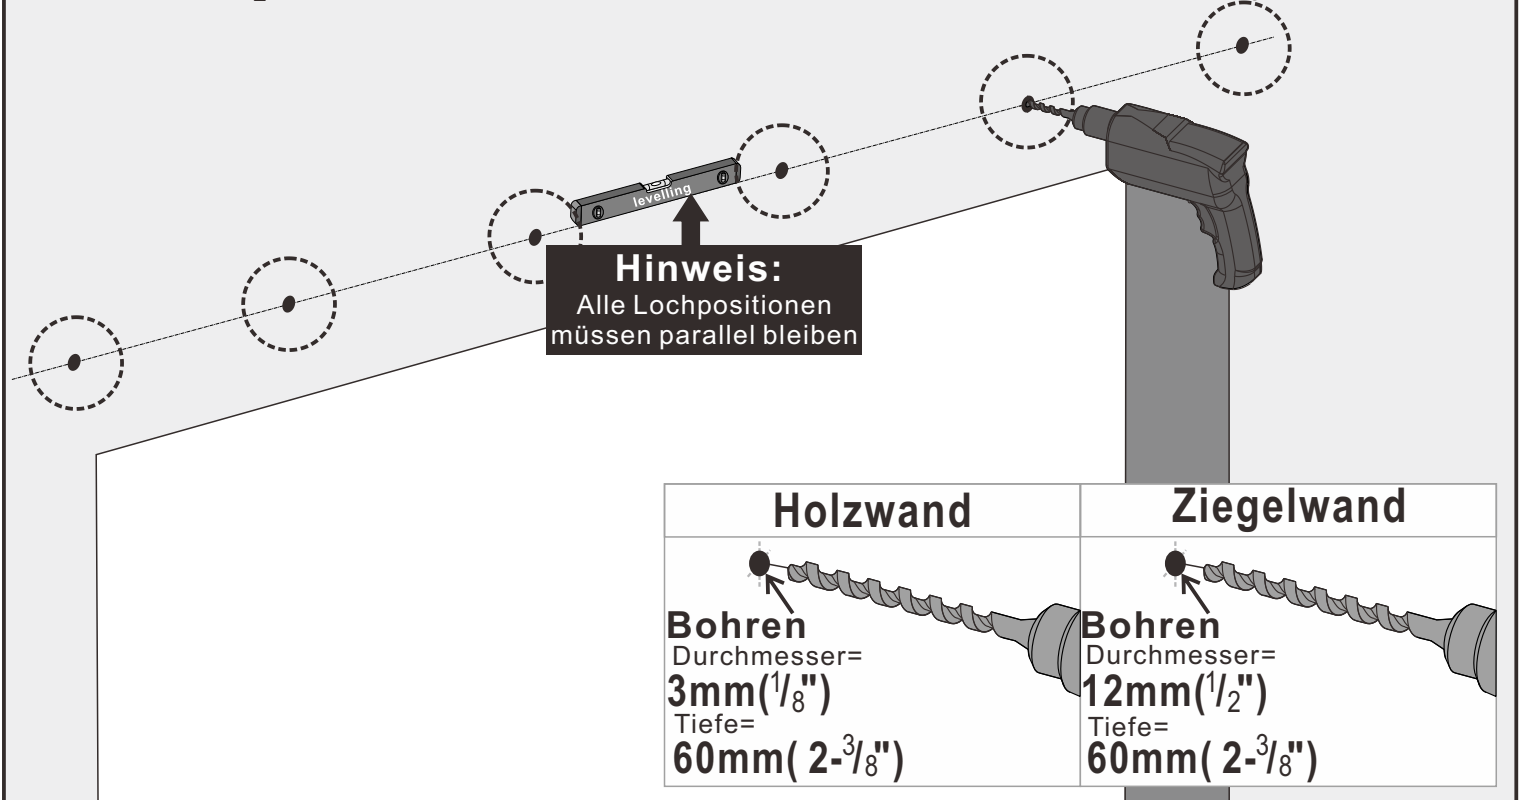 levelling
Hinweis:
Alle Lochpositionen
müssen parallel bleiben
Holzwand
Bohren
Durchmesser=
3mm(1/8")
Tiefe=
60mm( 2-3/8")
Ziegelwand
Bohren
Durchmesser=
12mm(1/2")
Tiefe=
60mm( 2-3/8")